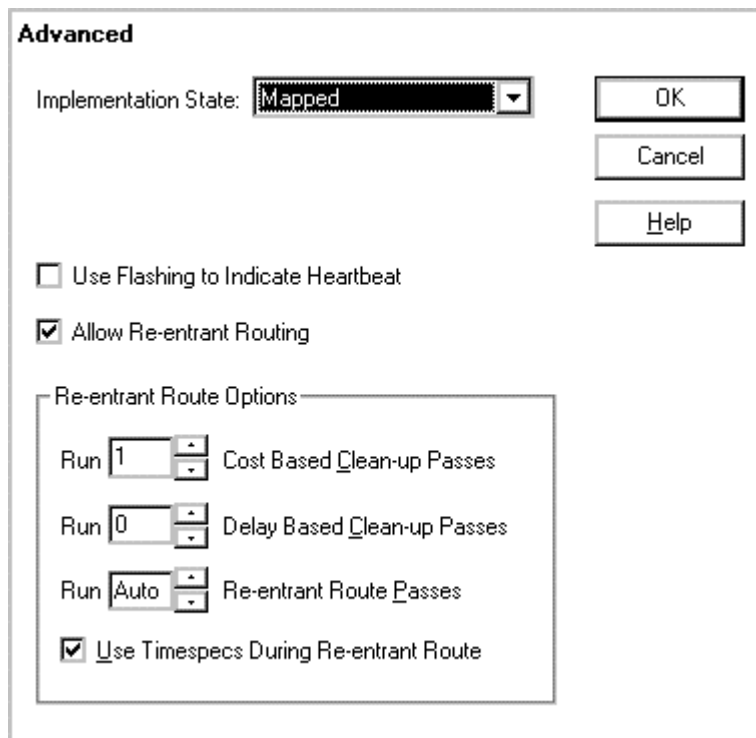 Advanced
Implementation State: Mapped
OK
Cancel
Help
Use Flashing to Indicate Heartbeat
Allow Re-entrant Routing
Re-entrant Route Options
Run 1 Cost Based Clean-up Passes
Run 0 Delay Based Clean-up Passes
Run Auto Re-entrant Route Passes
Use Timespecs During Re-entrant Route